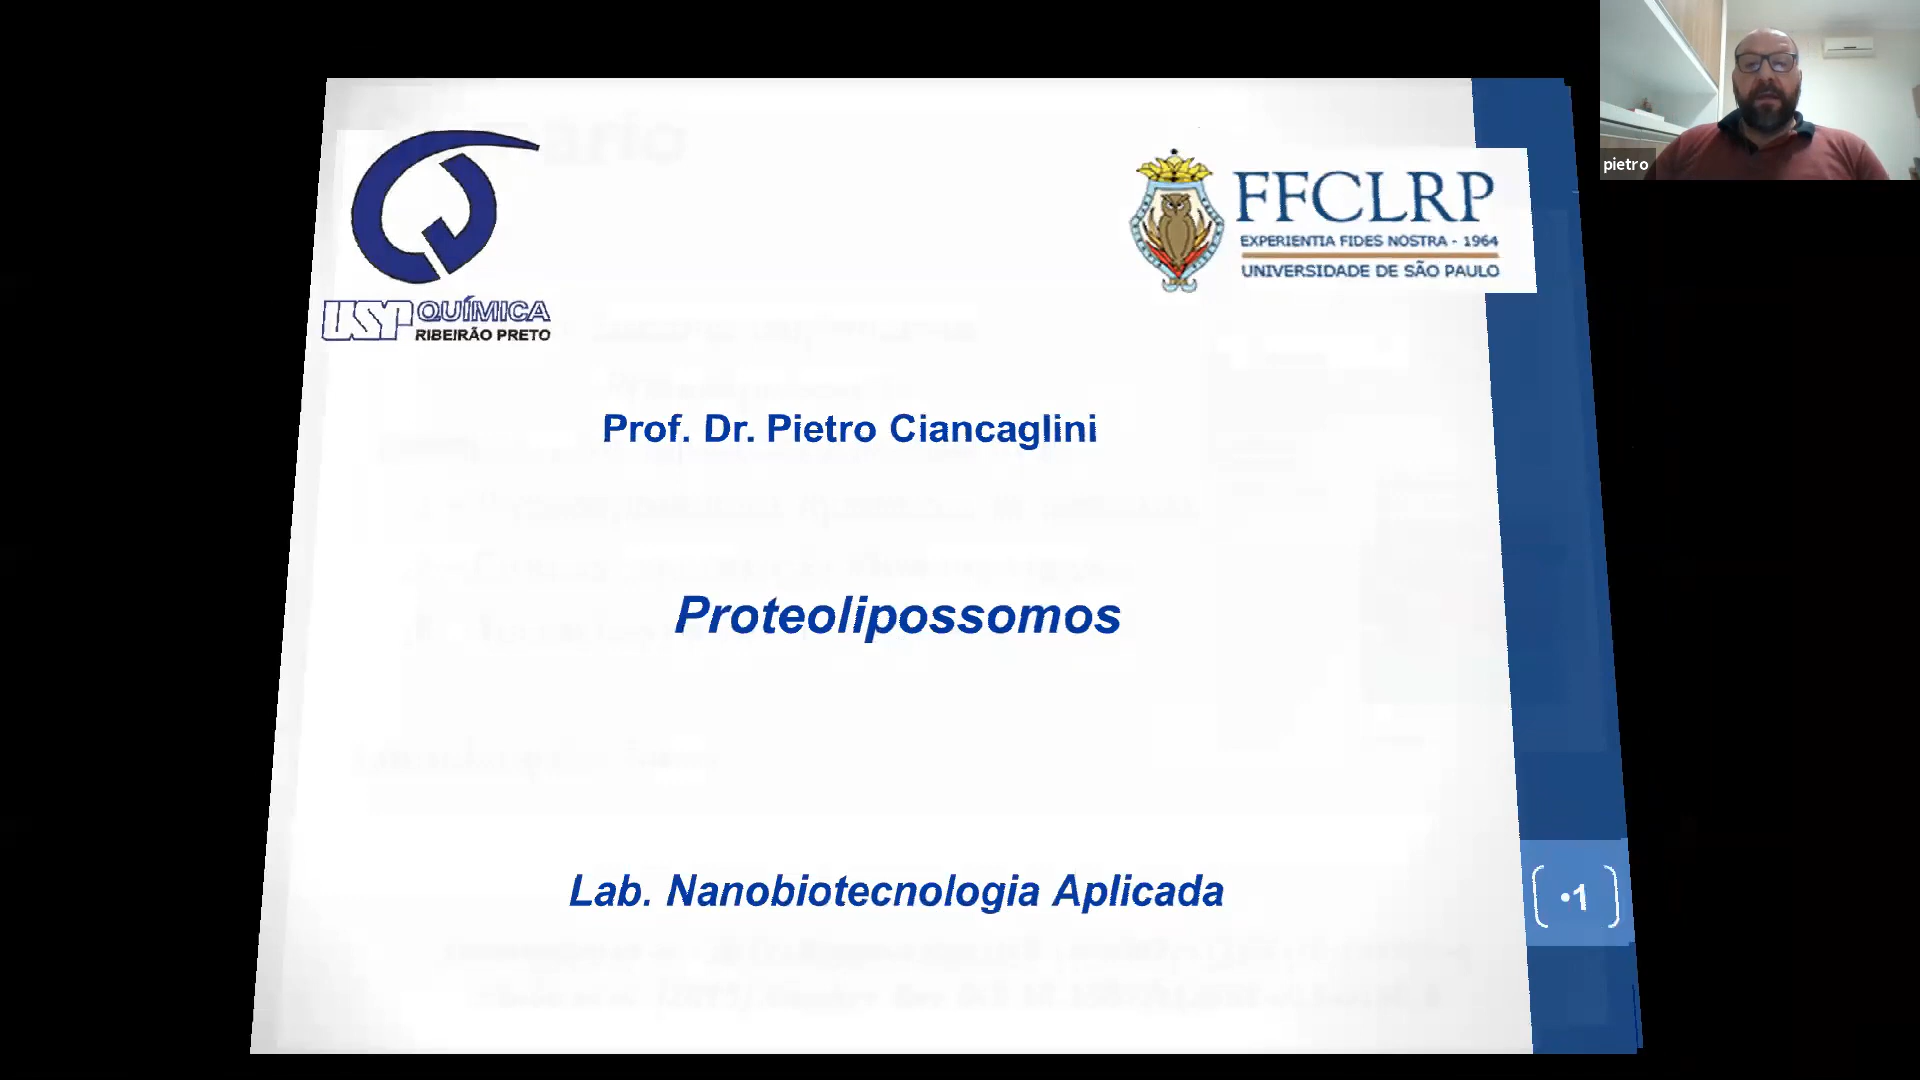 USP QUÍMICA
RIBEIRÃO PRETO
FFCLRP
EXPERIENTIA FIDES NOSTRA - 1964
UNIVERSIDADE DE SÃO PAULO
pietro
Prof. Dr. Pietro Ciancaglini
Proteolipossomos
Lab. Nanobiotecnologia Aplicada
•1